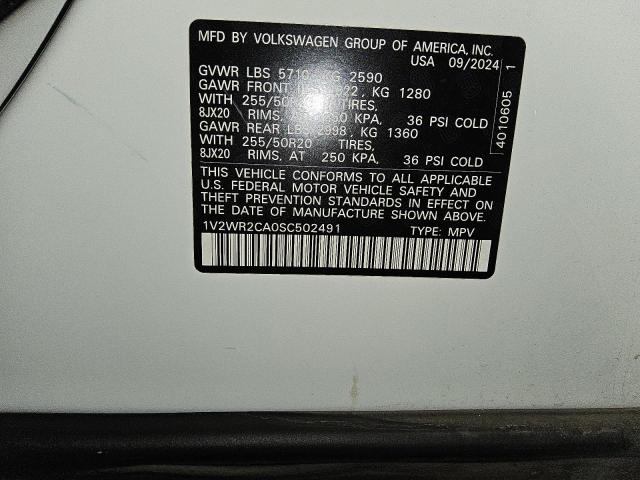 MFD BY VOLKSWAGEN GROUP OF AMERICA, INC.
USA 09/2024
GVWR LBS 5710, KG 2590
GAWR FRONT KG 1280
WITH TIRES,
8JX20 RIMS, AT KPA, 36 PSI COLD
GAWR REAR LBS 2998, KG 1360
WITH 255/50R20 TIRES,
8JX20 RIMS, AT 250 KPA, 36 PSI COLD
THIS VEHICLE CONFORMS TO ALL APPLICABLE
U.S. FEDERAL MOTOR VEHICLE SAFETY AND
THEFT PREVENTION STANDARDS IN EFFECT ON
THE DATE OF MANUFACTURE SHOWN ABOVE.
1V2WR2CA0SC502491 TYPE: MPV
4010605 1